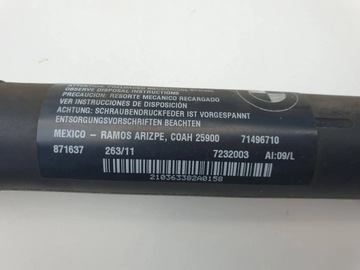 OBSERVE DISPOSAL INSTRUCTIONS
PRECAUCION: RESORTE MECANICO RECARGADO
VER INSTRUCCIONES DE DISPOSICIÓN
ACHTUNG: SCHRAUBENDRUCKFEDER IST VORGESPANNT
ENTSORGUNGSVORSCHRIFTEN BEACHTEN
MEXICO – RAMOS ARIZPE, COAH 25900 71496710
871637 263/11 7232003 AI:09/L
210363382A0158